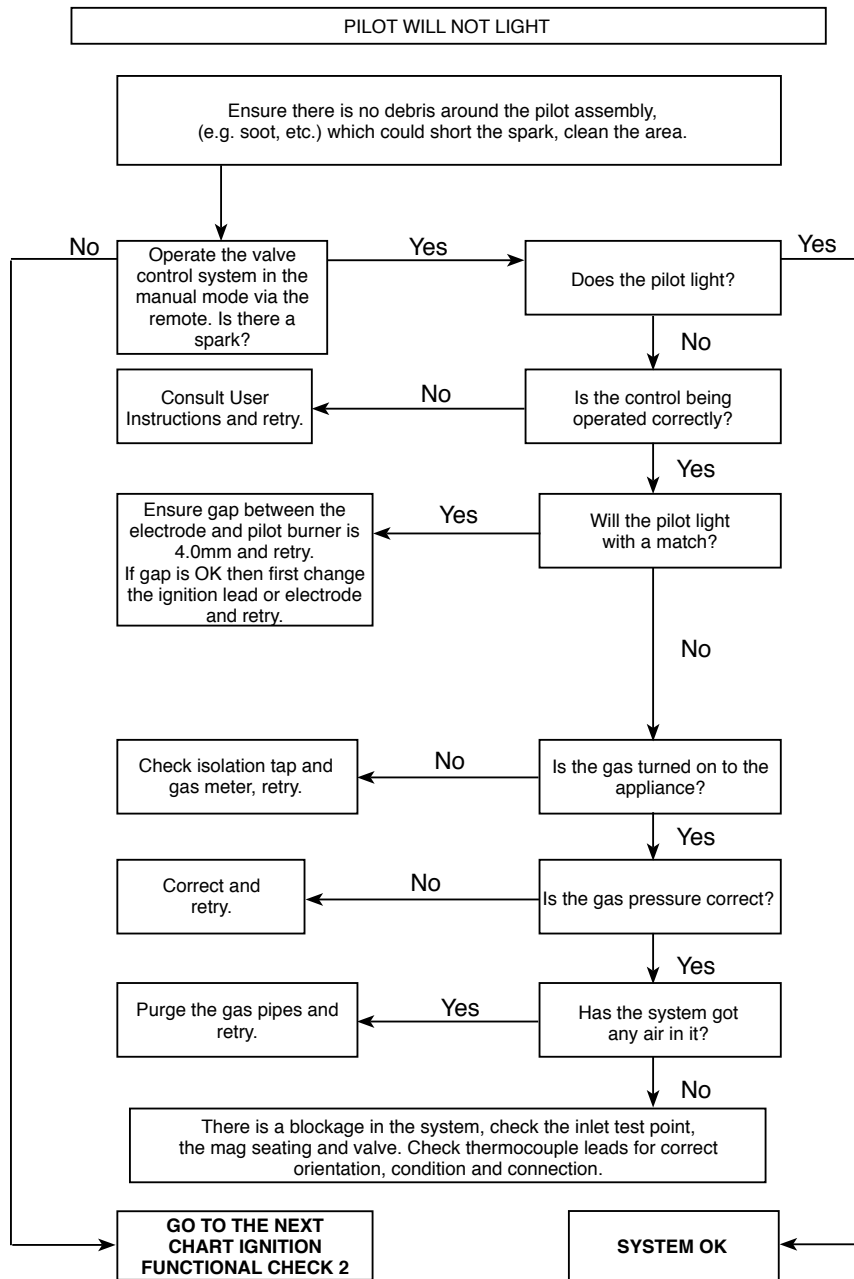 PILOT WILL NOT LIGHT
Ensure there is no debris around the pilot assembly,
(e.g. soot, etc.) which could short the spark, clean the area.
No
Operate the valve
control system in the
manual mode via the
remote. Is there a
spark?
Yes
Does the pilot light?
Yes
No
Consult User
Instructions and retry.
No
Is the control being
operated correctly?
Yes
Ensure gap between the
electrode and pilot burner is
4.0mm and retry.
If gap is OK then first change
the ignition lead or electrode
and retry.
Yes
Will the pilot light
with a match?
No
Check isolation tap and
gas meter, retry.
No
Is the gas turned on to the
appliance?
Yes
Correct and
retry.
No
Is the gas pressure correct?
Yes
Purge the gas pipes and
retry.
Yes
Has the system got
any air in it?
No
There is a blockage in the system, check the inlet test point,
the mag seating and valve. Check thermocouple leads for correct
orientation, condition and connection.
GO TO THE NEXT
CHART IGNITION
FUNCTIONAL CHECK 2
SYSTEM OK